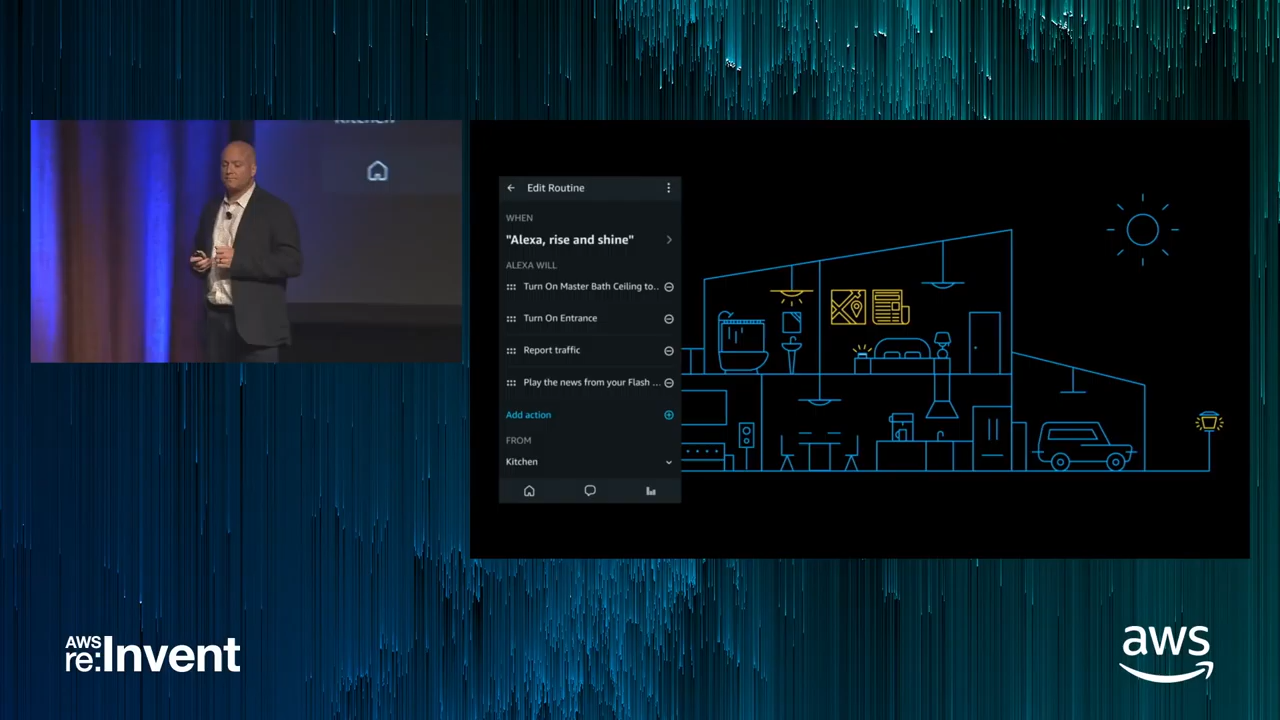 Kitchen
Edit Routine
WHEN
"Alexa, rise and shine"
ALEXA WILL
Turn On Master Bath Ceiling to..
Turn On Entrance
Report traffic
Play the news from your Flash ...
Add action
FROM
Kitchen
AWS
re:Invent
aws